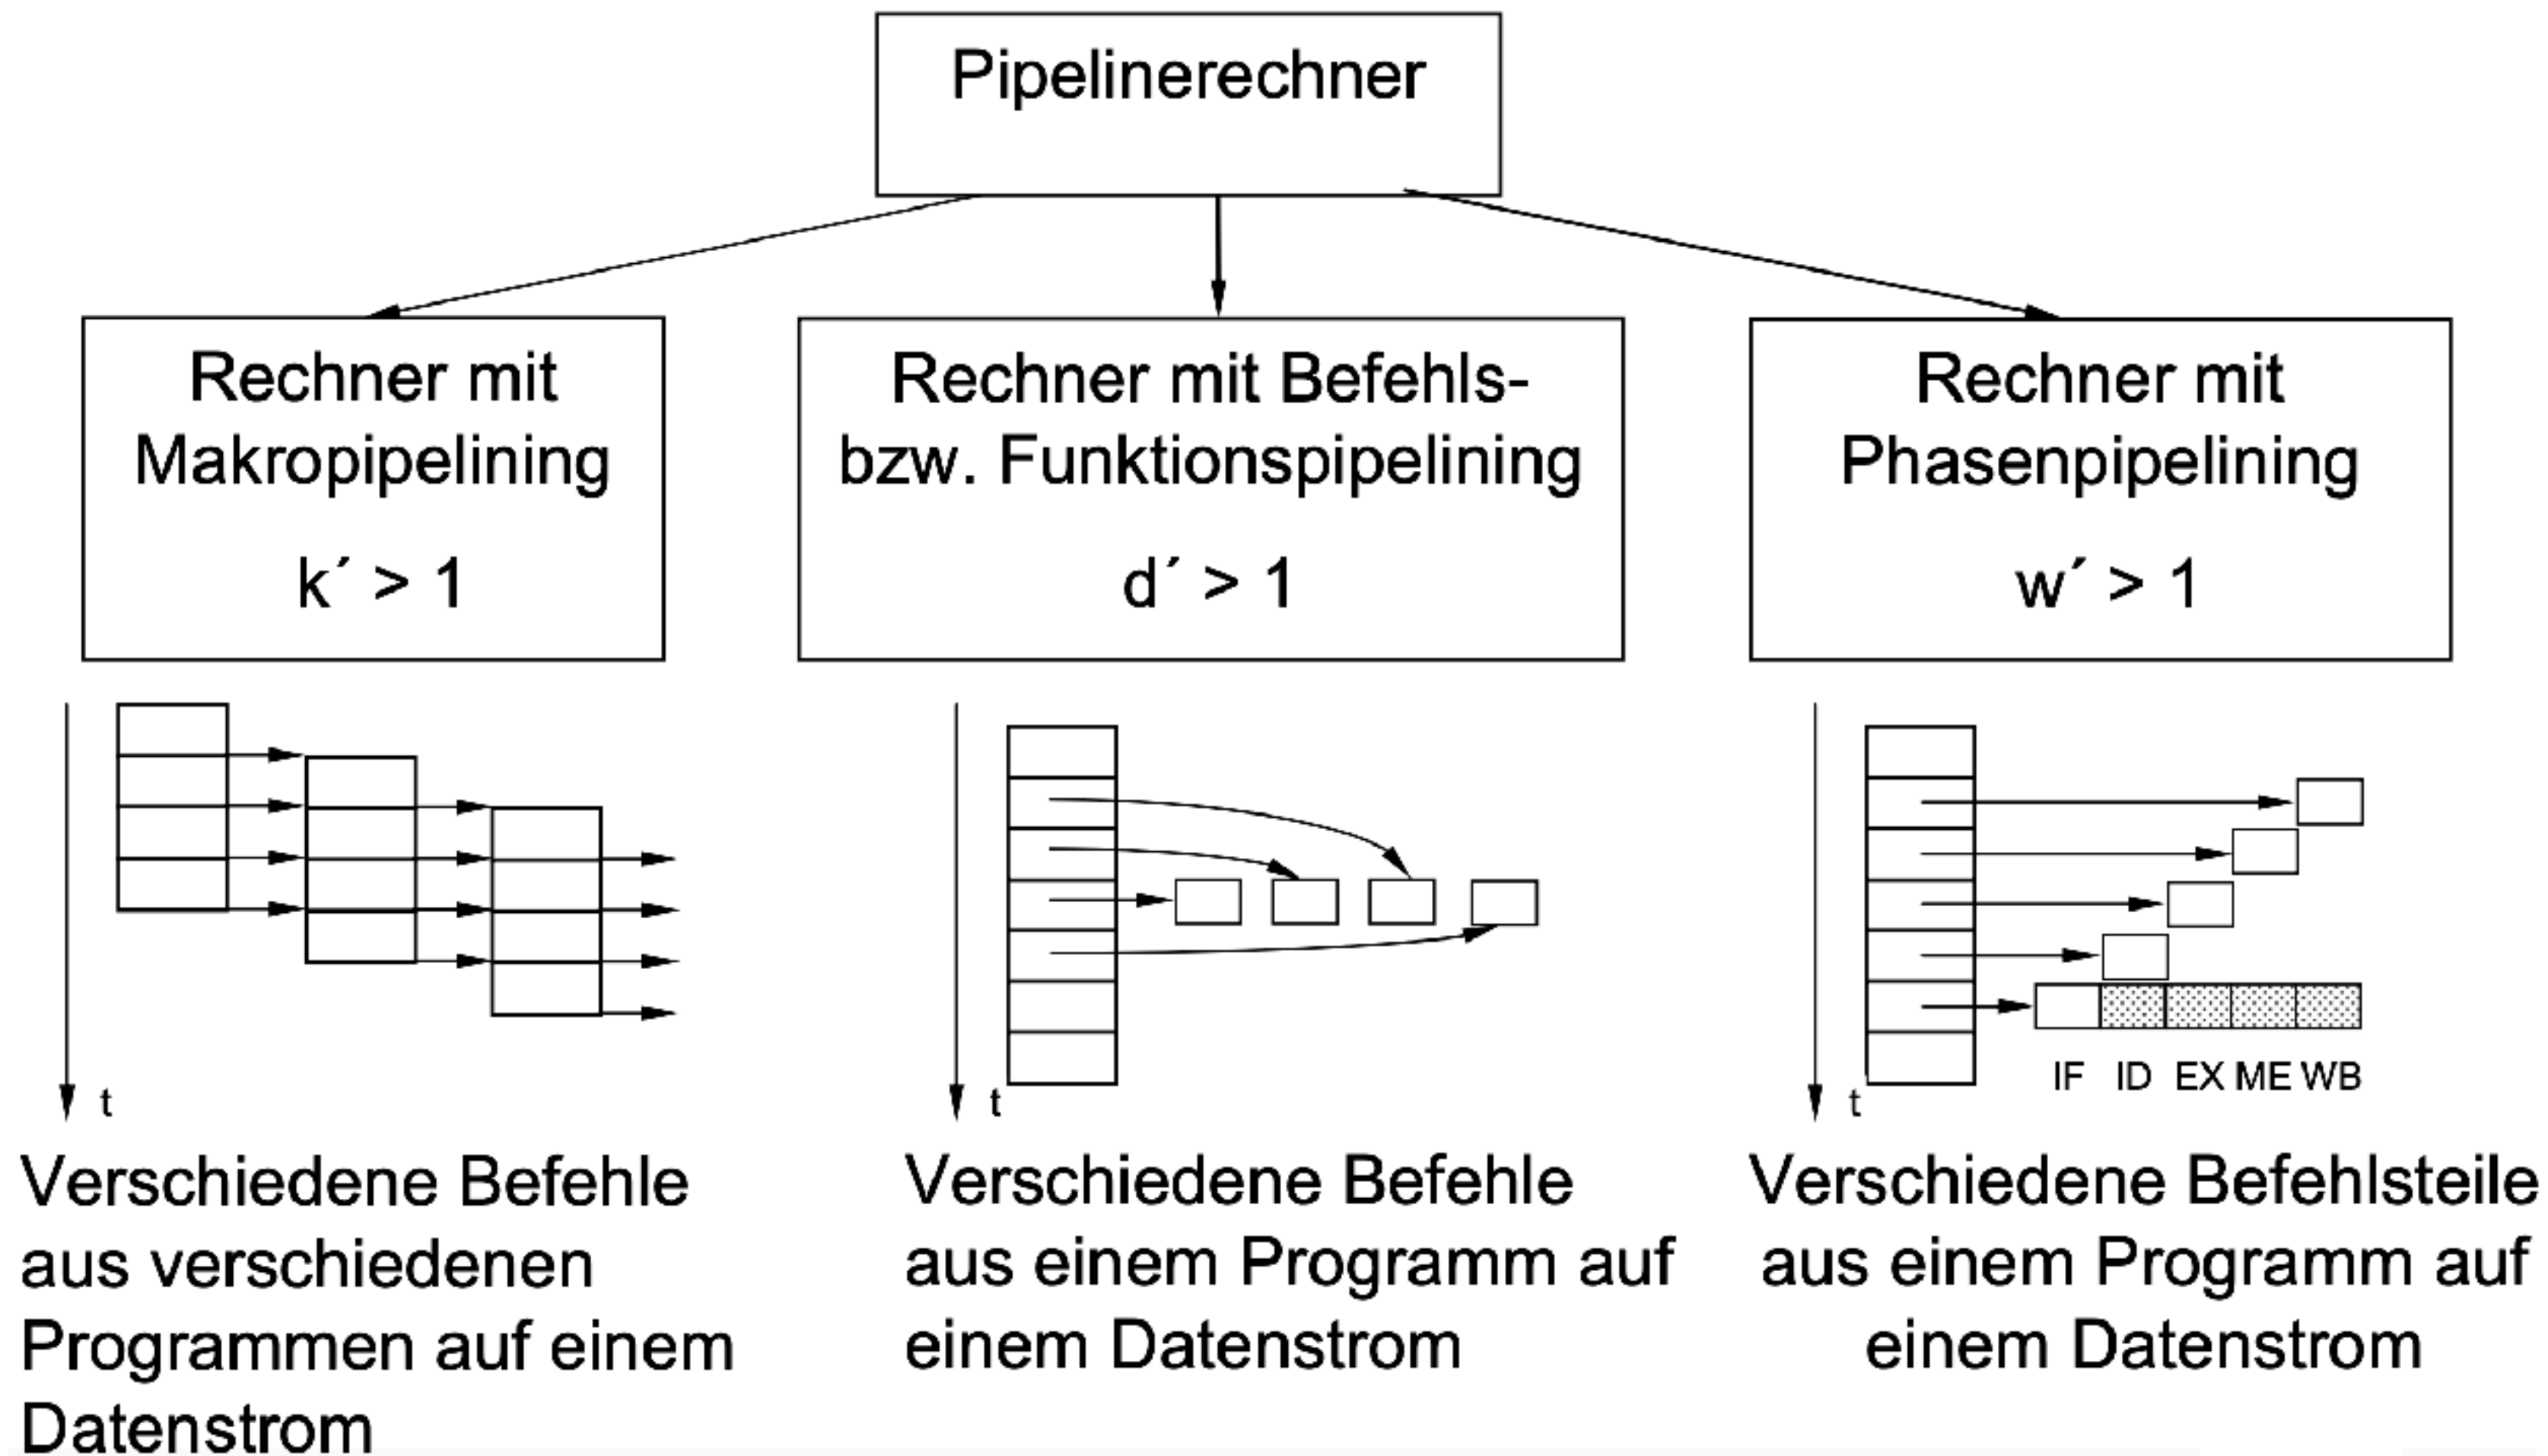 Pipelinerechner
Rechner mit
Makropipelining
k´ > 1
Rechner mit Befehls-
bzw. Funktionspipelining
d´ > 1
Rechner mit
Phasenpipelining
w´ > 1
t
t
IF ID EX ME WB
t
Verschiedene Befehle
aus verschiedenen
Programmen auf einem
Datenstrom
Verschiedene Befehle
aus einem Programm auf
einem Datenstrom
Verschiedene Befehlsteile
aus einem Programm auf
einem Datenstrom